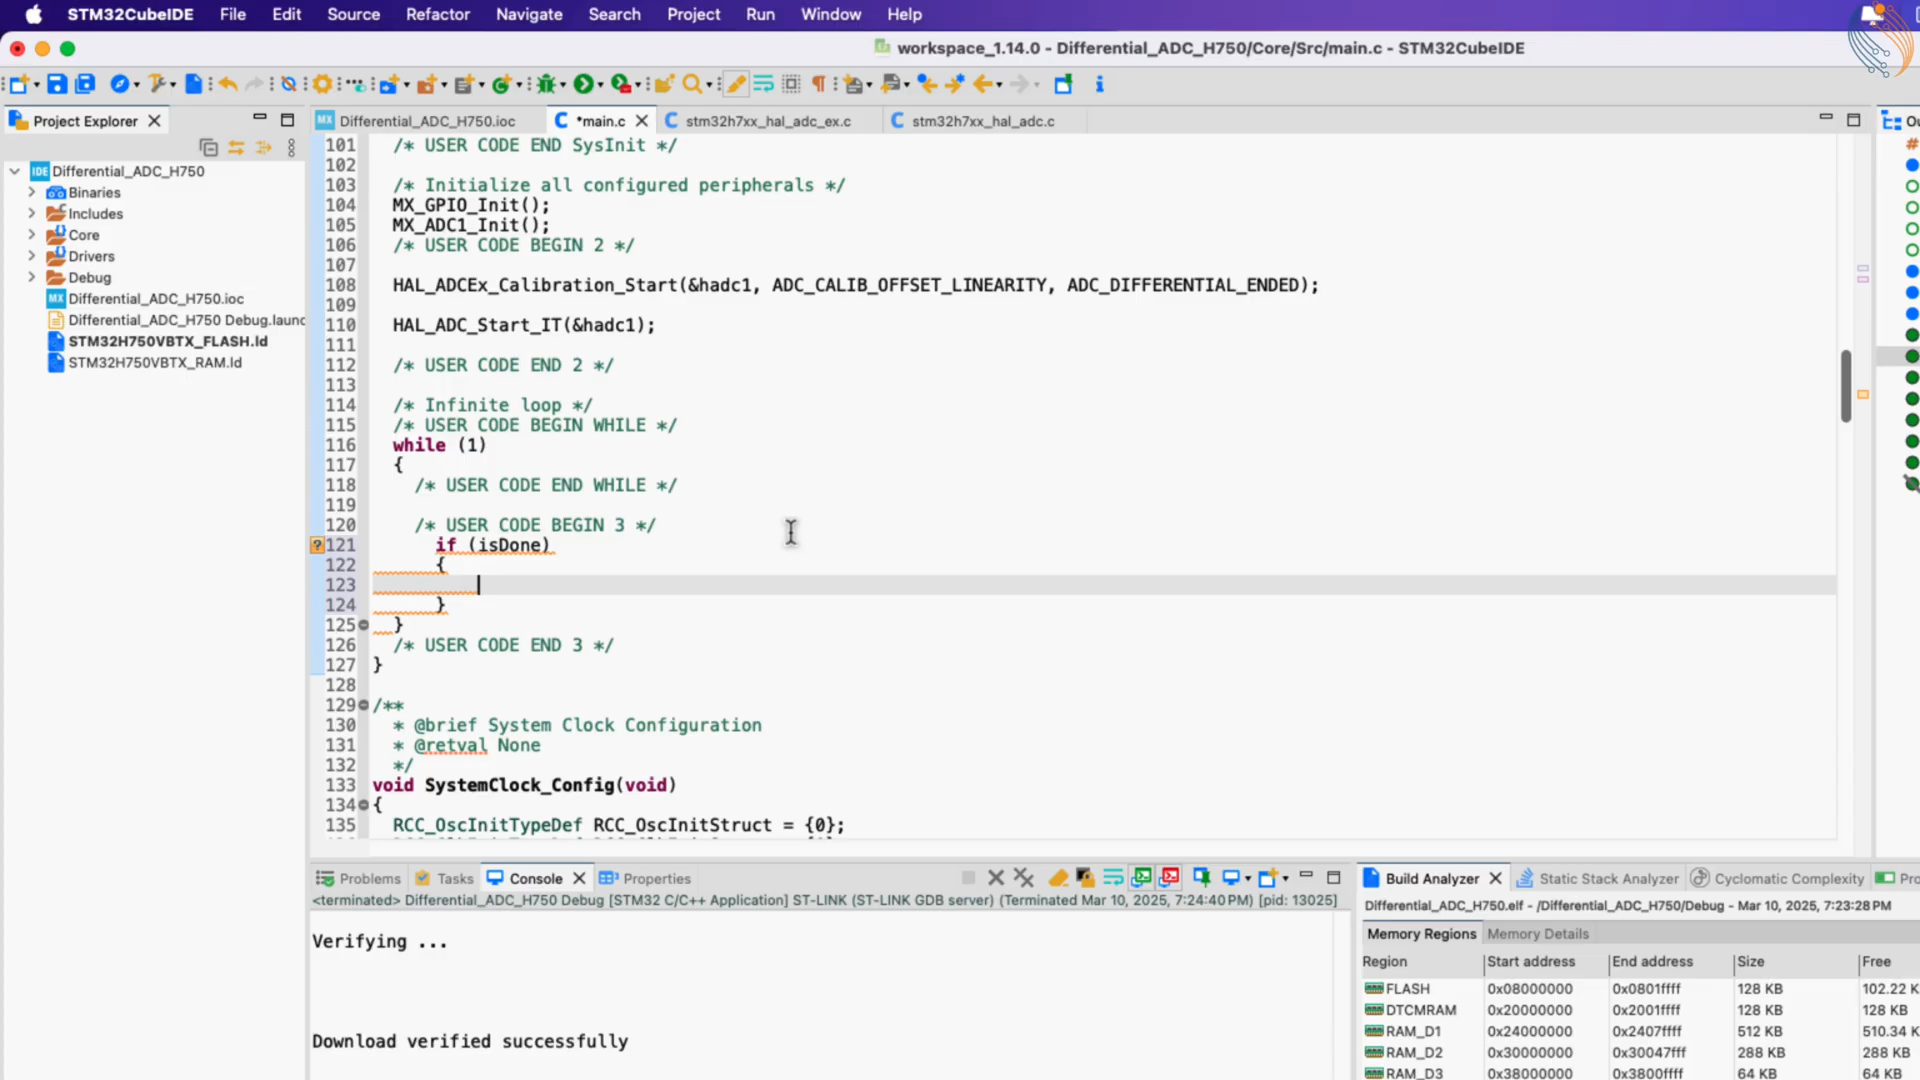 STM32CubeIDE File Edit Source Refactor Navigate Search Project Run Window Help
workspace_1.14.0 - Differential_ADC_H750/Core/Src/main.c - STM32CubeIDE
Project Explorer
Differential_ADC_H750
Binaries
Includes
Core
Drivers
Debug
Differential_ADC_H750.ioc
Differential_ADC_H750 Debug.launc
STM32H750VBTX_FLASH.ld
STM32H750VBTX_RAM.ld
Differential_ADC_H750.ioc *main.c stm32h7xx_hal_adc_ex.c stm32h7xx_hal_adc.c
101 /* USER CODE END SysInit */
102
103 /* Initialize all configured peripherals */
104 MX_GPIO_Init();
105 MX_ADC1_Init();
106 /* USER CODE BEGIN 2 */
107
108 HAL_ADCEx_Calibration_Start(&hadc1, ADC_CALIB_OFFSET_LINEARITY, ADC_DIFFERENTIAL_ENDED);
109
110 HAL_ADC_Start_IT(&hadc1);
111
112 /* USER CODE END 2 */
113
114 /* Infinite loop */
115 /* USER CODE BEGIN WHILE */
116 while (1)
117 {
118 /* USER CODE END WHILE */
119
120 /* USER CODE BEGIN 3 */
121 if (isDone)
122 {
123
124 }
125 }
126 /* USER CODE END 3 */
127 }
128
129 /**
130 * @brief System Clock Configuration
131 * @retval None
132 */
133 void SystemClock_Config(void)
134 {
135 RCC_OscInitTypeDef RCC_OscInitStruct = {0};
Ou
Problems Tasks Console Properties
<terminated> Differential_ADC_H750 Debug [STM32 C/C++ Application] ST-LINK (ST-LINK GDB server) (Terminated Mar 10, 2025, 7:24:40 PM) [pid: 13025]
Verifying ...
Download verified successfully
Build Analyzer Static Stack Analyzer Cyclomatic Complexity Pro
Differential_ADC_H750.elf - /Differential_ADC_H750/Debug - Mar 10, 2025, 7:23:28 PM
Memory Regions Memory Details
Region Start address End address Size Free
FLASH 0x08000000 0x0801ffff 128 KB 102.22 K
DTCMRAM 0x20000000 0x2001ffff 128 KB 128 KB
RAM_D1 0x24000000 0x2407ffff 512 KB 510.34 K
RAM_D2 0x30000000 0x30047fff 288 KB 288 KB
RAM_D3 0x38000000 0x3800ffff 64 KB 64 KB